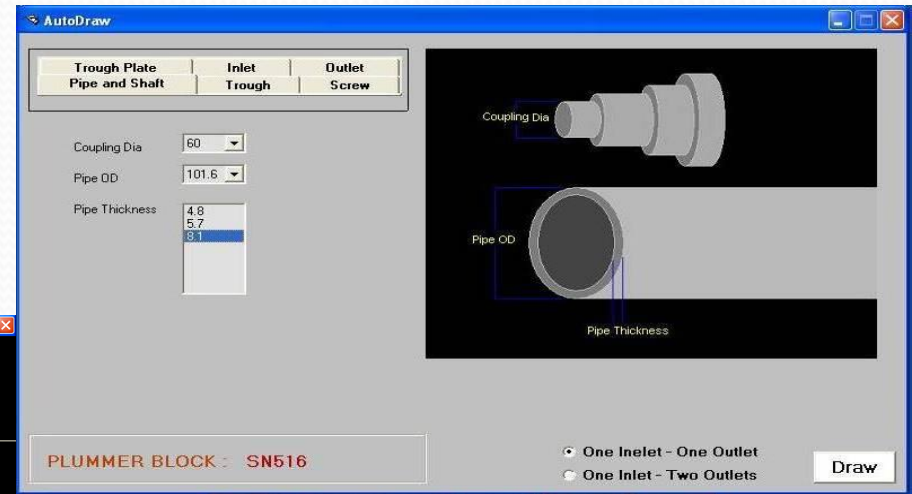 AutoDraw
Trough Plate Inlet Outlet
Pipe and Shaft Trough Screw
Coupling Dia 60
Pipe OD 101.6
Pipe Thickness 4.8
5.7
8.1
Coupling Dia
Pipe OD
Pipe Thickness
PLUMMER BLOCK : SN516
One Inelet - One Outlet
One Inlet - Two Outlets
Draw